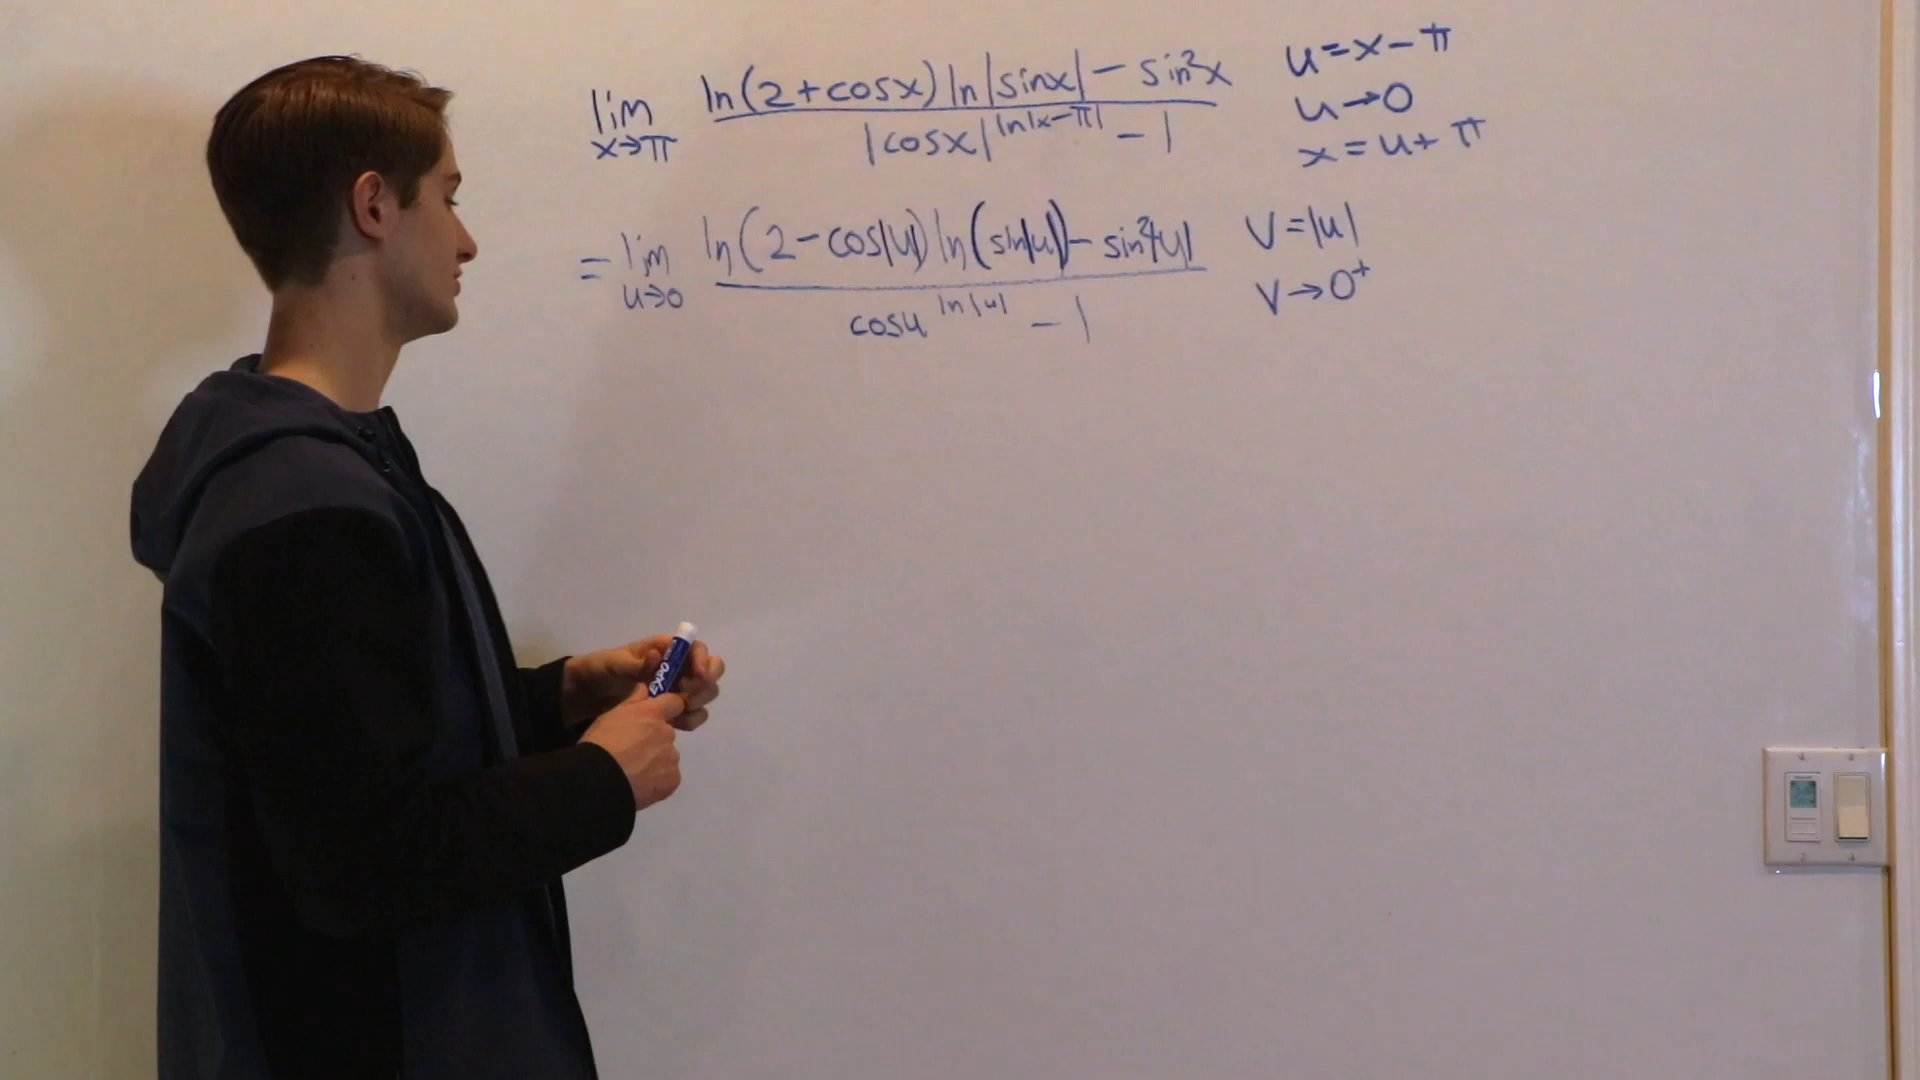 lim x→π ln(2+cosx) ln|sinx| − sin²x / |cosx|^(ln|x−π|) − 1
u=x−π
u→0
x=u+π
= lim u→0 ln(2−cos|u|) ln(sin|u|) − sin²|u| / cosu^(ln|u|) − 1
v=|u|
v→0⁺
EXPO